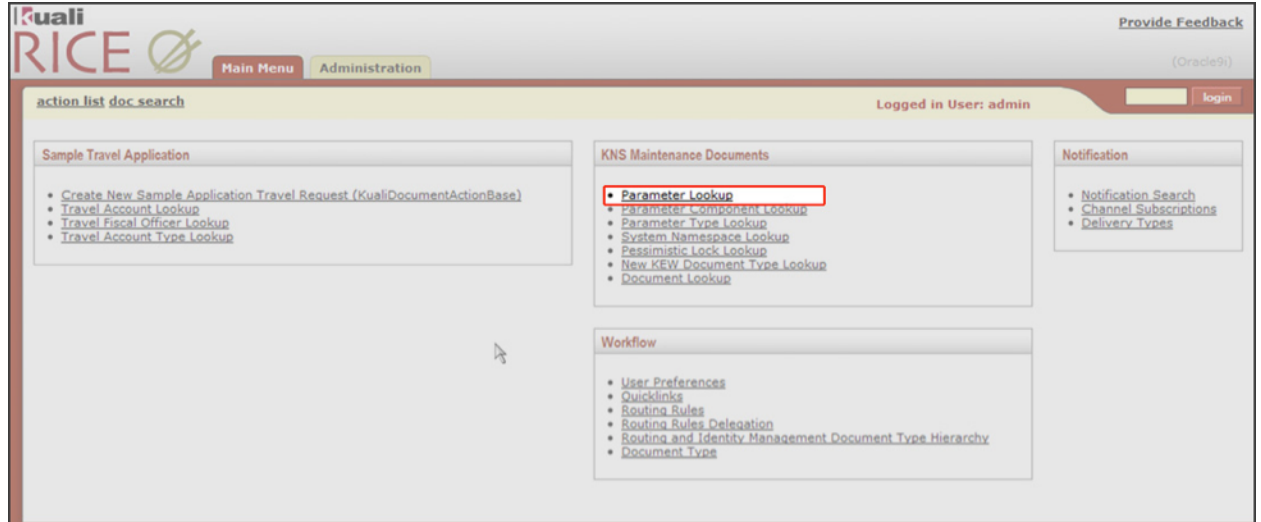 Kuali
Provide Feedback
RICE
Main Menu Administration
(Oracle9i)
action list doc search
Logged in User: admin
login
Sample Travel Application
Create New Sample Application Travel Request (KualiDocumentActionBase)
Travel Account Lookup
Travel Fiscal Officer Lookup
Travel Account Type Lookup
KNS Maintenance Documents
Parameter Lookup
Parameter Component Lookup
Parameter Type Lookup
System Namespace Lookup
Pessimistic Lock Lookup
New KEW Document Type Lookup
Document Lookup
Notification
Notification Search
Channel Subscriptions
Delivery Types
Workflow
User Preferences
Quicklinks
Routing Rules
Routing Rules Delegation
Routing and Identity Management Document Type Hierarchy
Document Type